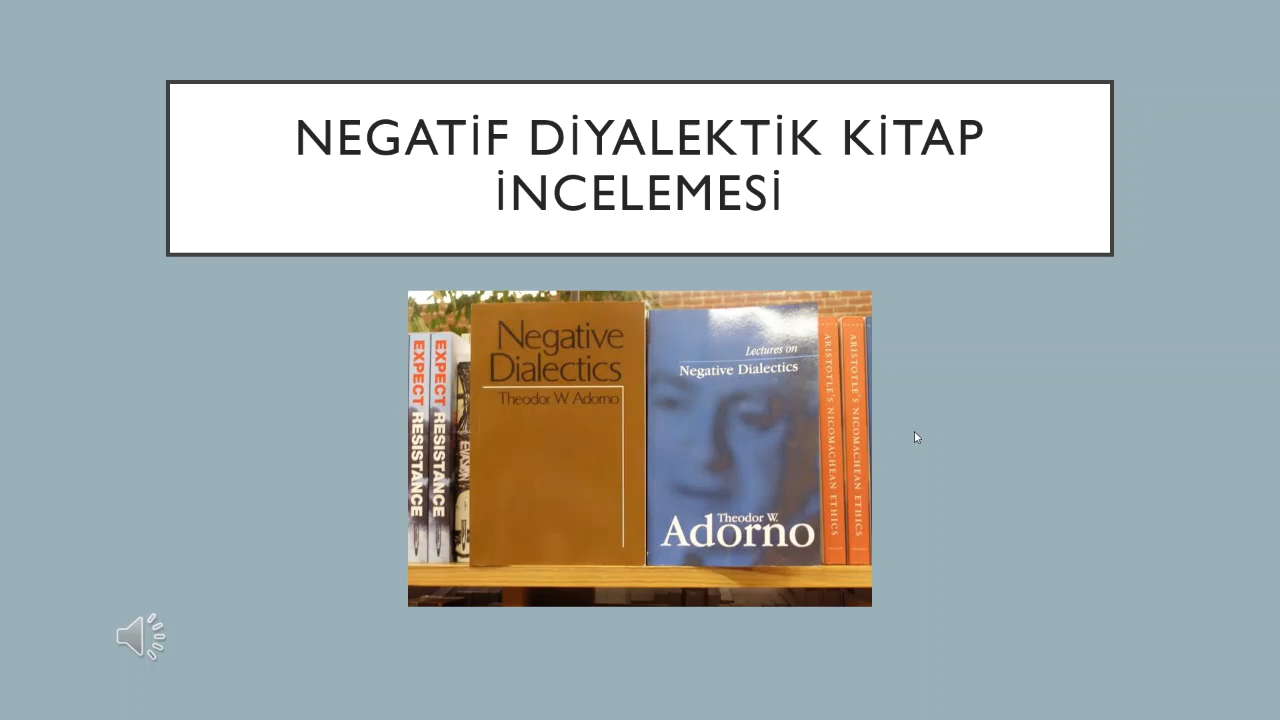 NEGATİF DİYALEKTİK KİTAP
İNCELEMESİ
EXPECT RESISTANCE
EXPECT RESISTANCE
EVASION
Negative
Dialectics
Theodor W. Adorno
Lectures on
Negative Dialectics
Theodor W.
Adorno
ARISTOTLE'S NICOMACHEAN ETHICS
ARISTOTLE'S NICOMACHEAN ETHICS